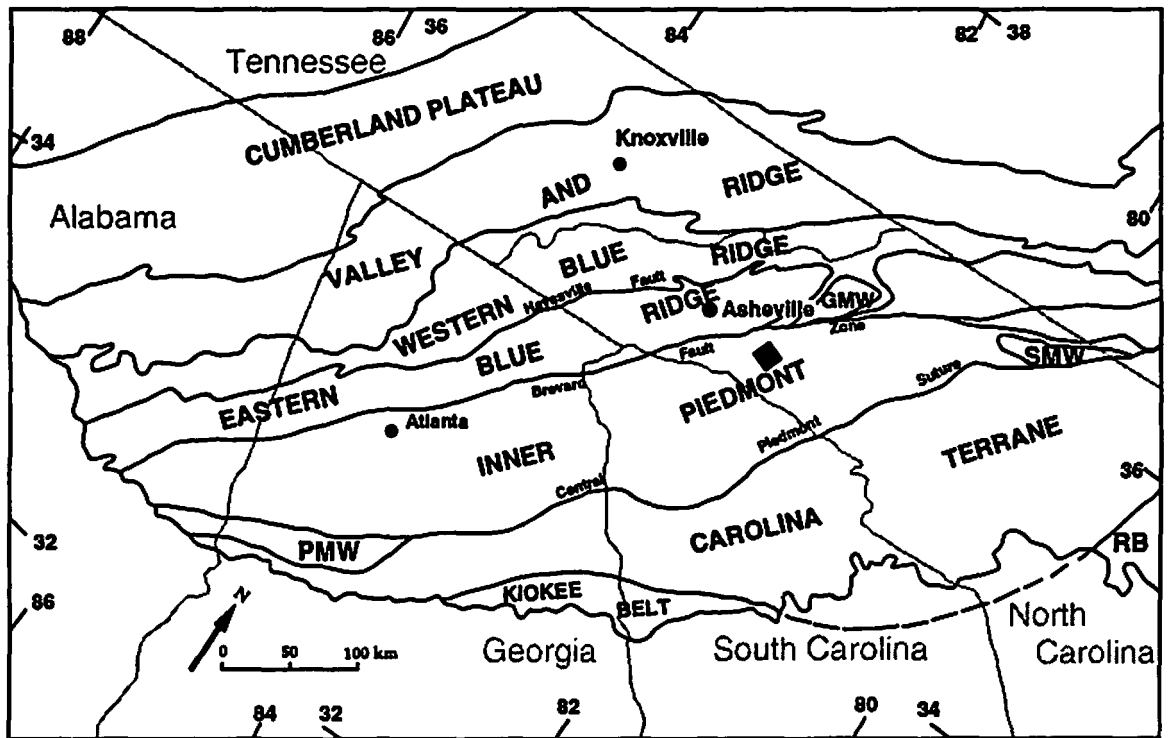 88
86
36
84
82
38
Tennessee
CUMBERLAND PLATEAU
34
Knoxville
Alabama
VALLEY AND RIDGE
80
WESTERN BLUE RIDGE
Hayesville Fault
EASTERN BLUE RIDGE
Asheville
GMW
Brevard Fault Zone
SMW
Atlanta
INNER PIEDMONT
Central Piedmont Suture
CAROLINA TERRANE
36
32
PMW
RB
86
KIOKEE BELT
N
0 50 100 km
Georgia
South Carolina
North
Carolina
84
32
82
80
34